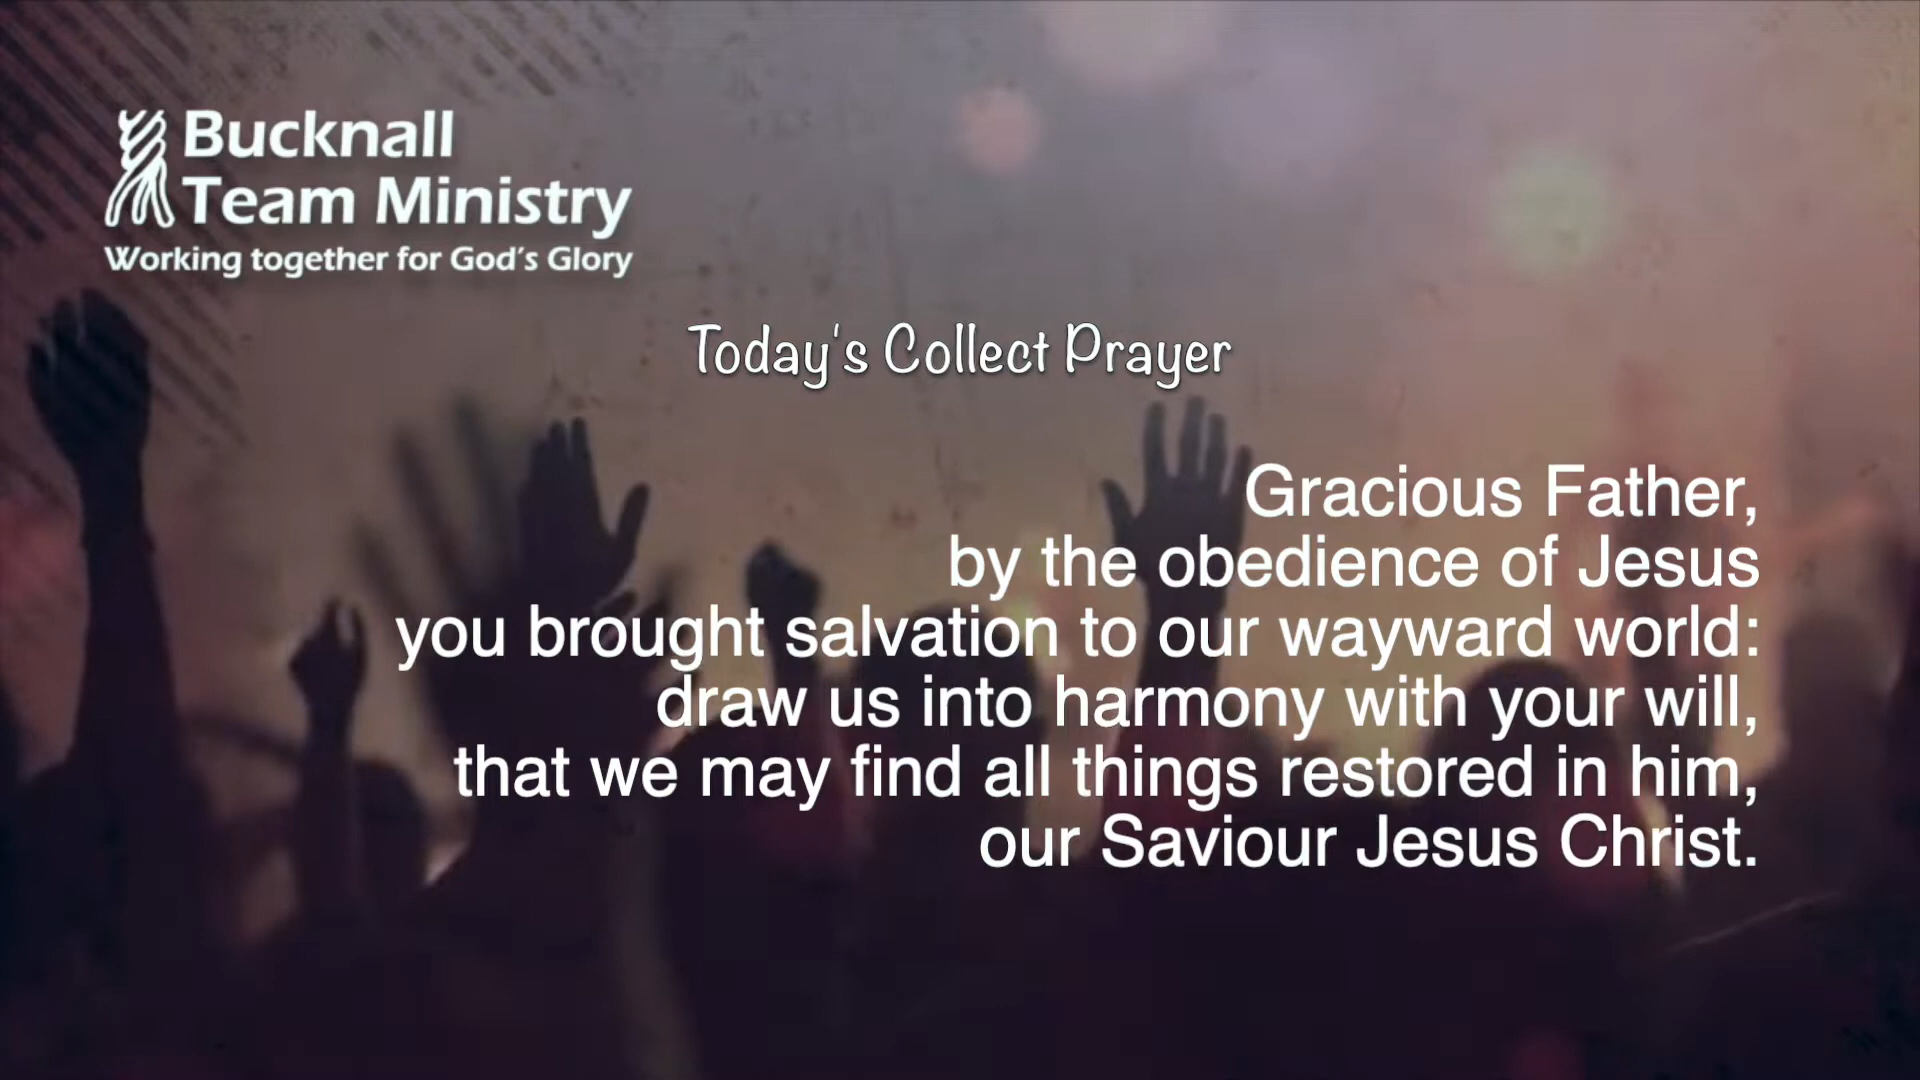 Bucknall
Team Ministry
Working together for God's Glory
Today's Collect Prayer
Gracious Father,
by the obedience of Jesus
you brought salvation to our wayward world:
draw us into harmony with your will,
that we may find all things restored in him,
our Saviour Jesus Christ.